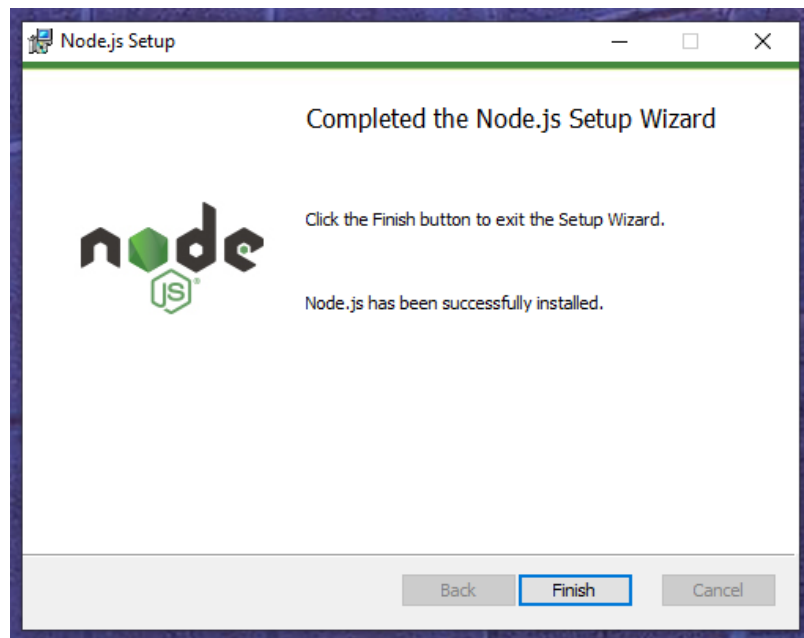 Node.js Setup
Completed the Node.js Setup Wizard
Click the Finish button to exit the Setup Wizard.
node
JS
Node.js has been successfully installed.
Back Finish Cancel